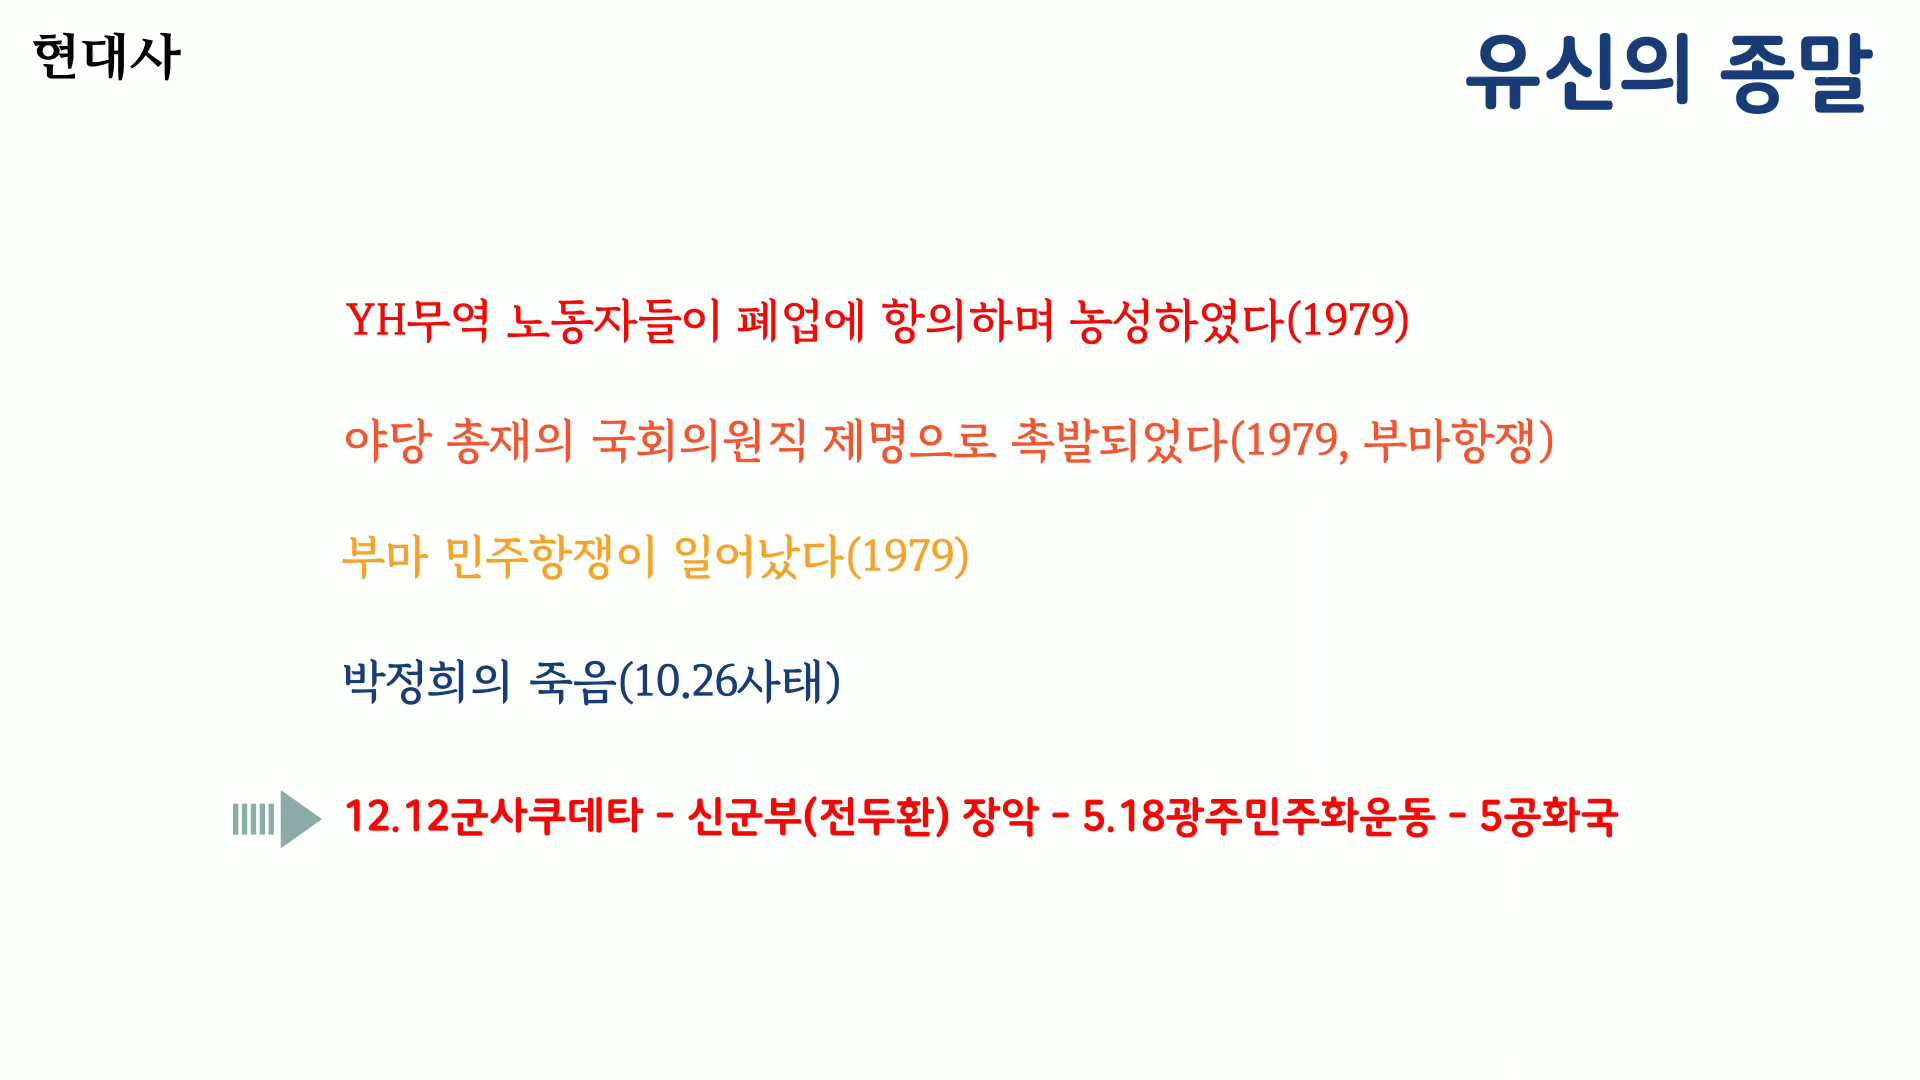 현대사
유신의 종말
YH무역 노동자들이 폐업에 항의하며 농성하였다(1979)
야당 총재의 국회의원직 제명으로 촉발되었다(1979, 부마항쟁)
부마 민주항쟁이 일어났다(1979)
박정희의 죽음(10.26사태)
12.12군사쿠데타 - 신군부(전두환) 장악 - 5.18광주민주화운동 - 5공화국